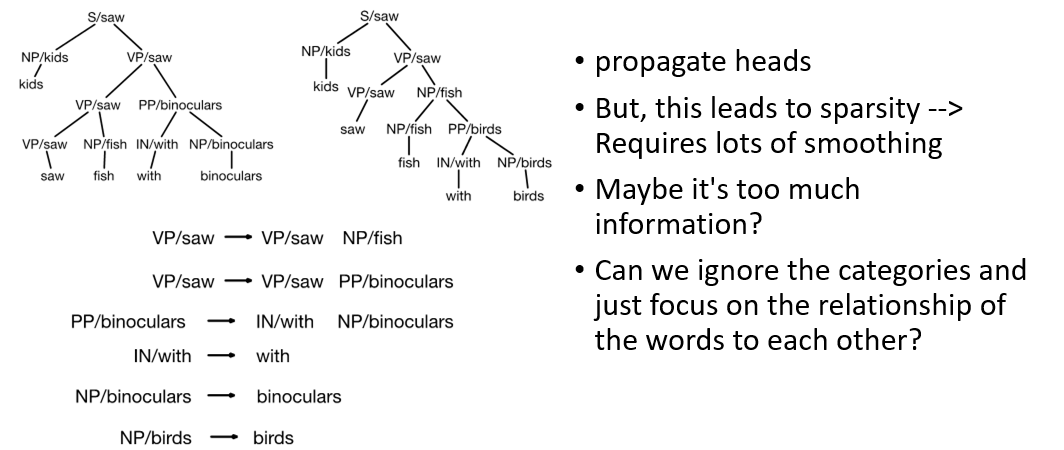 S/saw
NP/kids VP/saw
kids
VP/saw PP/binoculars
VP/saw NP/fish IN/with NP/binoculars
saw fish with binoculars
S/saw
NP/kids VP/saw
kids VP/saw NP/fish
saw NP/fish PP/birds
fish IN/with NP/birds
with birds
VP/saw → VP/saw NP/fish
VP/saw → VP/saw PP/binoculars
PP/binoculars → IN/with NP/binoculars
IN/with → with
NP/binoculars → binoculars
NP/birds → birds
• propagate heads
• But, this leads to sparsity -->
Requires lots of smoothing
• Maybe it's too much
information?
• Can we ignore the categories and
just focus on the relationship of
the words to each other?